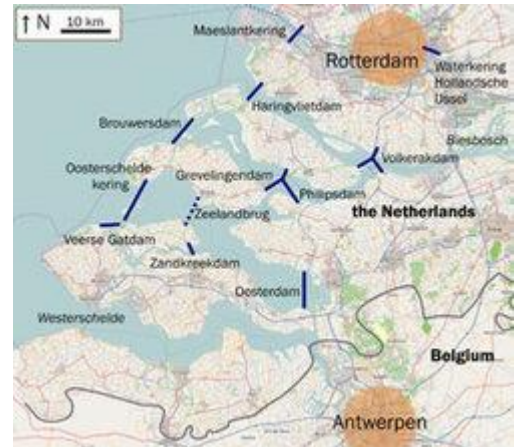 ↑ N 10 km
Maeslantkering
Rotterdam
Waterkering
Hollandsche
IJssel
Haringvlietdam
Brouwersdam
Biesbosch
Volkerakdam
Oosterschelde-
kering
Grevelingendam
Philipsdam
the Netherlands
Zeelandbrug
Veerse Gatdam
Zandkreekdam
Oosterdam
Westerschelde
Belgium
Antwerpen